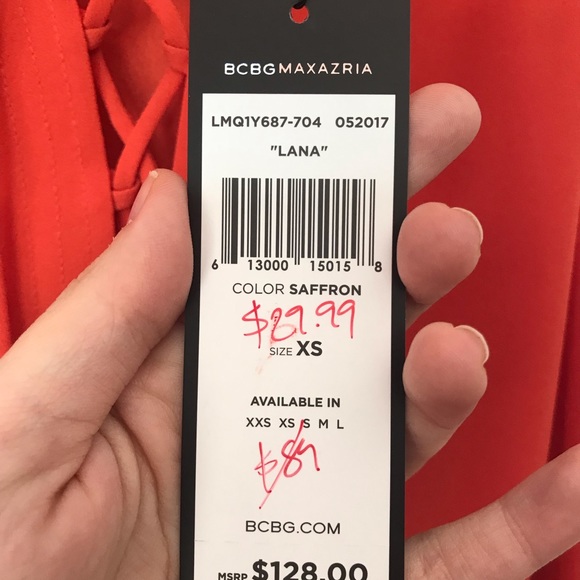 BCBGMAXAZRIA
LMQ1Y687-704 052017
"LANA"
6 13000 15015 8
COLOR SAFFRON
$89.99
SIZE XS
AVAILABLE IN
XXS XS S M L
$84
BCBG.COM
MSRP $128.00